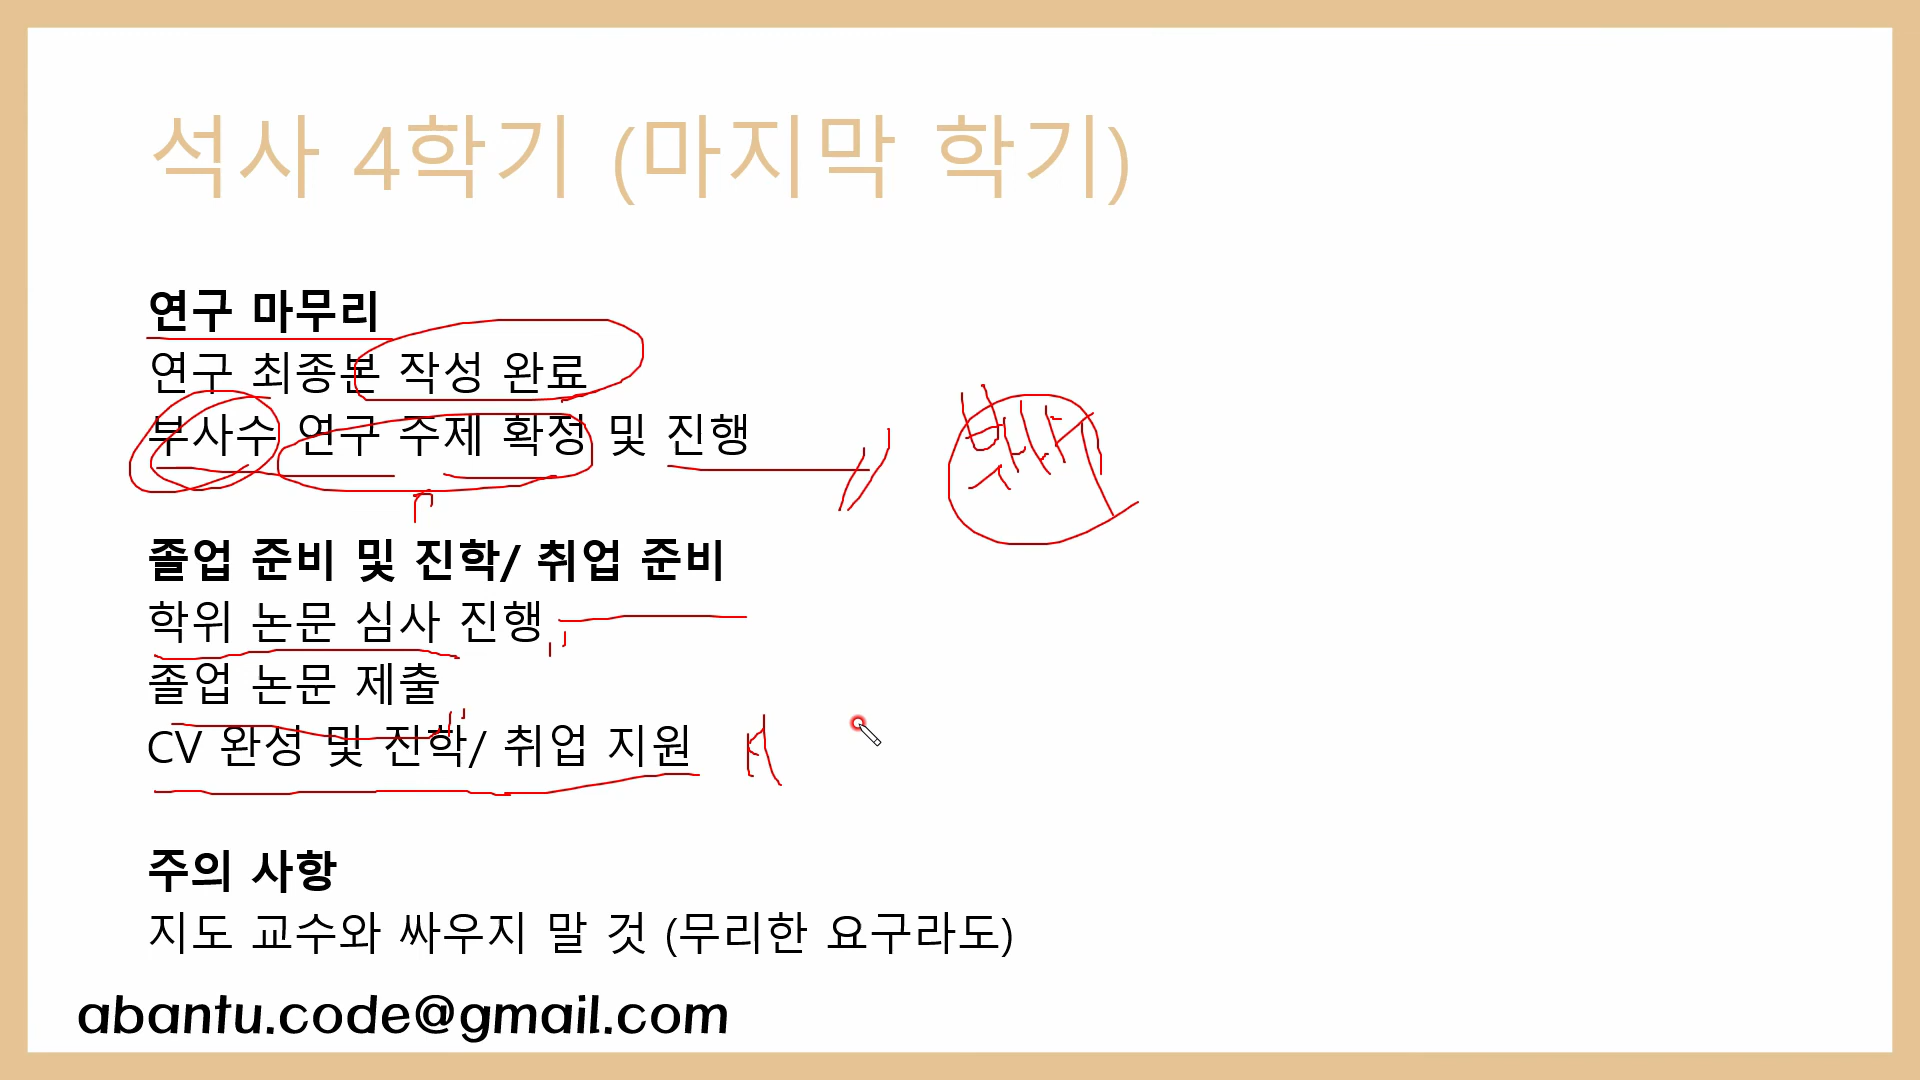 석사 4학기 (마지막 학기)
연구 마무리
연구 최종본 작성 완료
부사수 연구 주제 확정 및 진행
졸업 준비 및 진학/ 취업 준비
학위 논문 심사 진행
졸업 논문 제출
CV 완성 및 진학/ 취업 지원
주의 사항
지도 교수와 싸우지 말 것 (무리한 요구라도)
abantu.code@gmail.com